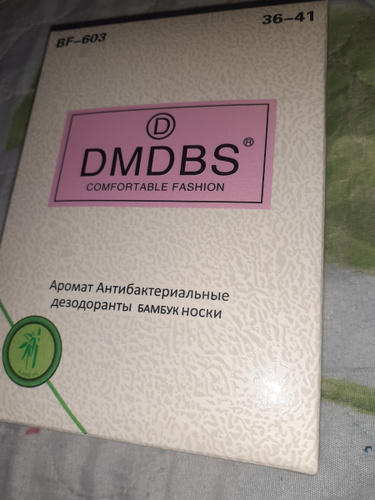 BF-603
36-41
D
DMDBS®
COMFORTABLE FASHION
Аромат Антибактериальные
дезодоранты БАМБУК НОСКИ